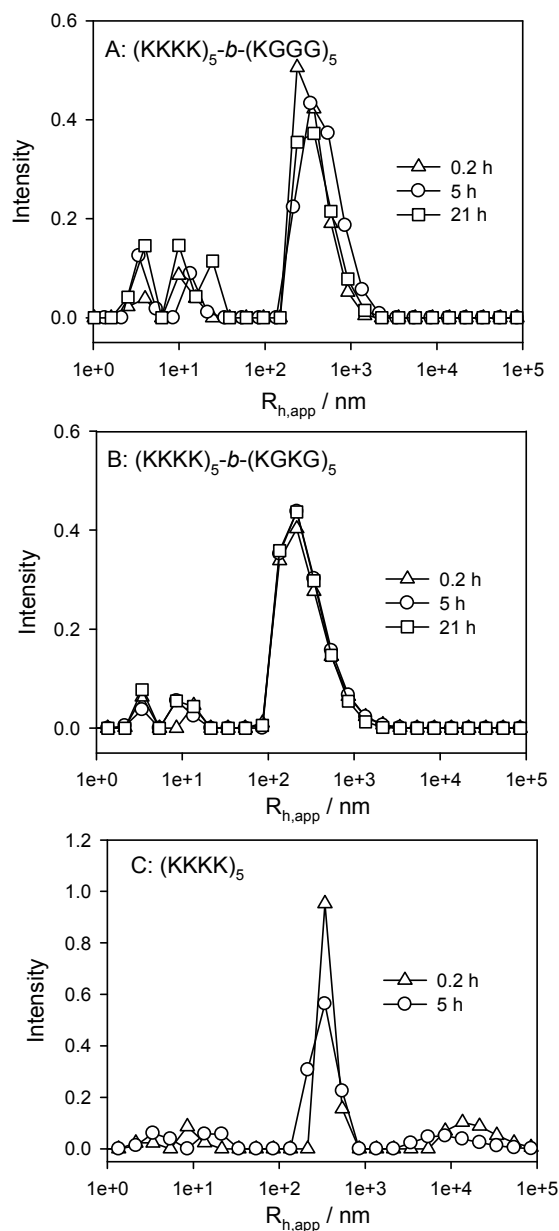 0.6
A: (KKKK)5-b-(KGGG)5
0.4
0.2 h
5 h
21 h
0.2
0.0
Intensity
1e+0 1e+1 1e+2 1e+3 1e+4 1e+5
Rh,app / nm
0.6
B: (KKKK)5-b-(KGKG)5
0.4
0.2 h
5 h
21 h
0.2
0.0
Intensity
1e+0 1e+1 1e+2 1e+3 1e+4 1e+5
Rh,app / nm
1.2
C: (KKKK)5
1.0
0.8
0.2 h
5 h
0.6
0.4
0.2
0.0
Intensity
1e+0 1e+1 1e+2 1e+3 1e+4 1e+5
Rh,app / nm